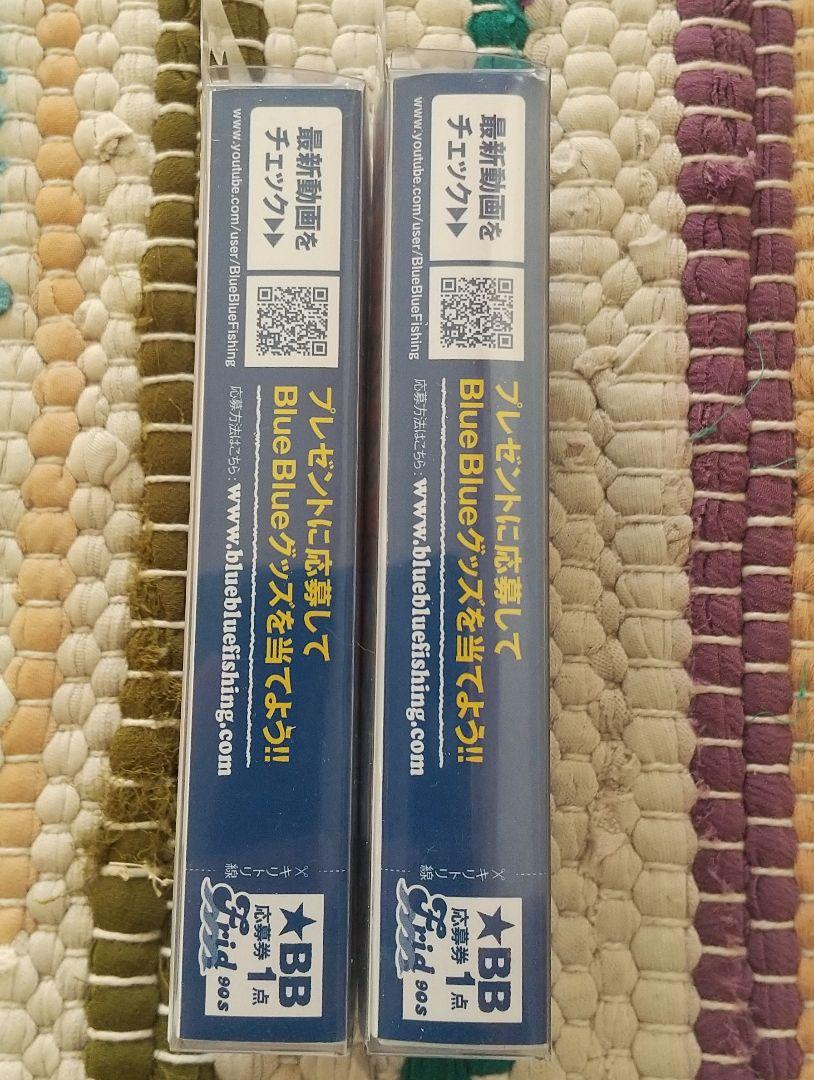 最新動画を
チェック▶▶
www.youtube.com/user/BlueBlueFishing
プレゼントに応募して
BlueBlueグッズを当てよう!!
応募方法はこちら：www.bluebluefishing.com
キリトリ線
★BB
応募券1点
Frid 90S
最新動画を
チェック▶▶
www.youtube.com/user/BlueBlueFishing
プレゼントに応募して
BlueBlueグッズを当てよう!!
応募方法はこちら：www.bluebluefishing.com
キリトリ線
★BB
応募券1点
Frid 90S